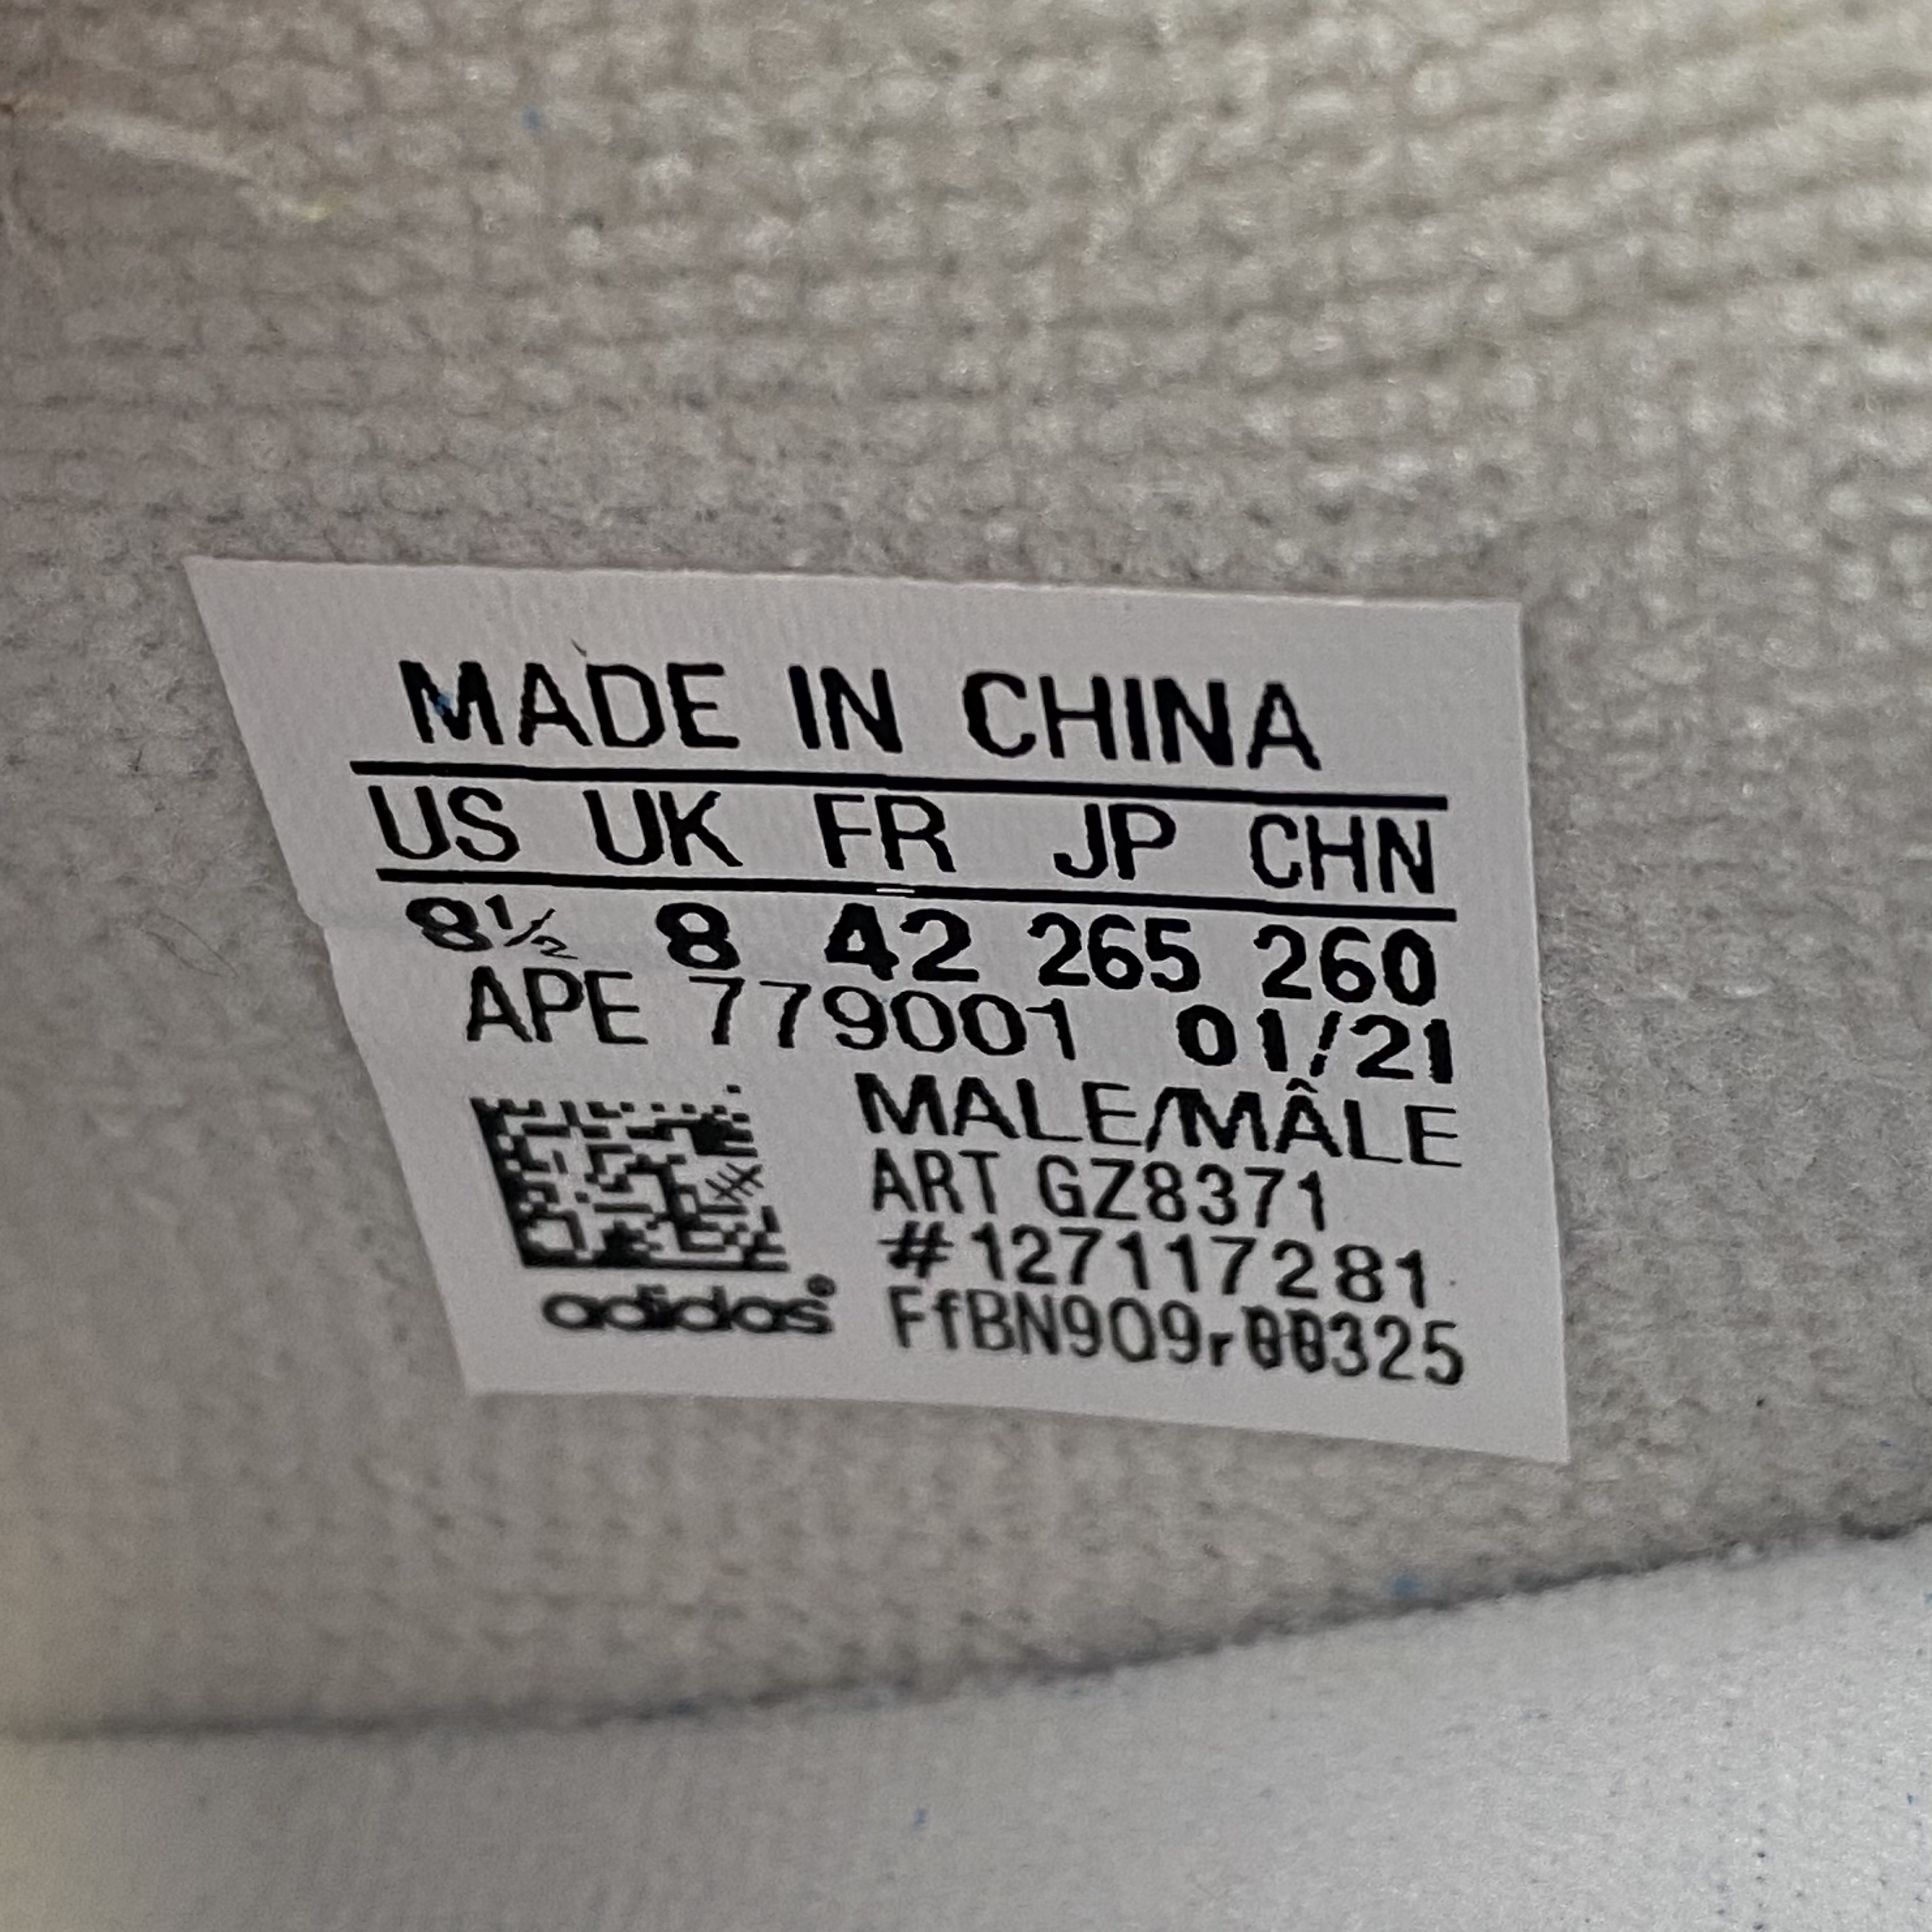 MADE IN CHINA
US UK FR JP CHN
8½ 8 42 265 260
APE 779001 01/21
MALE/MÂLE
ART GZ8371
#127117281
adidas®